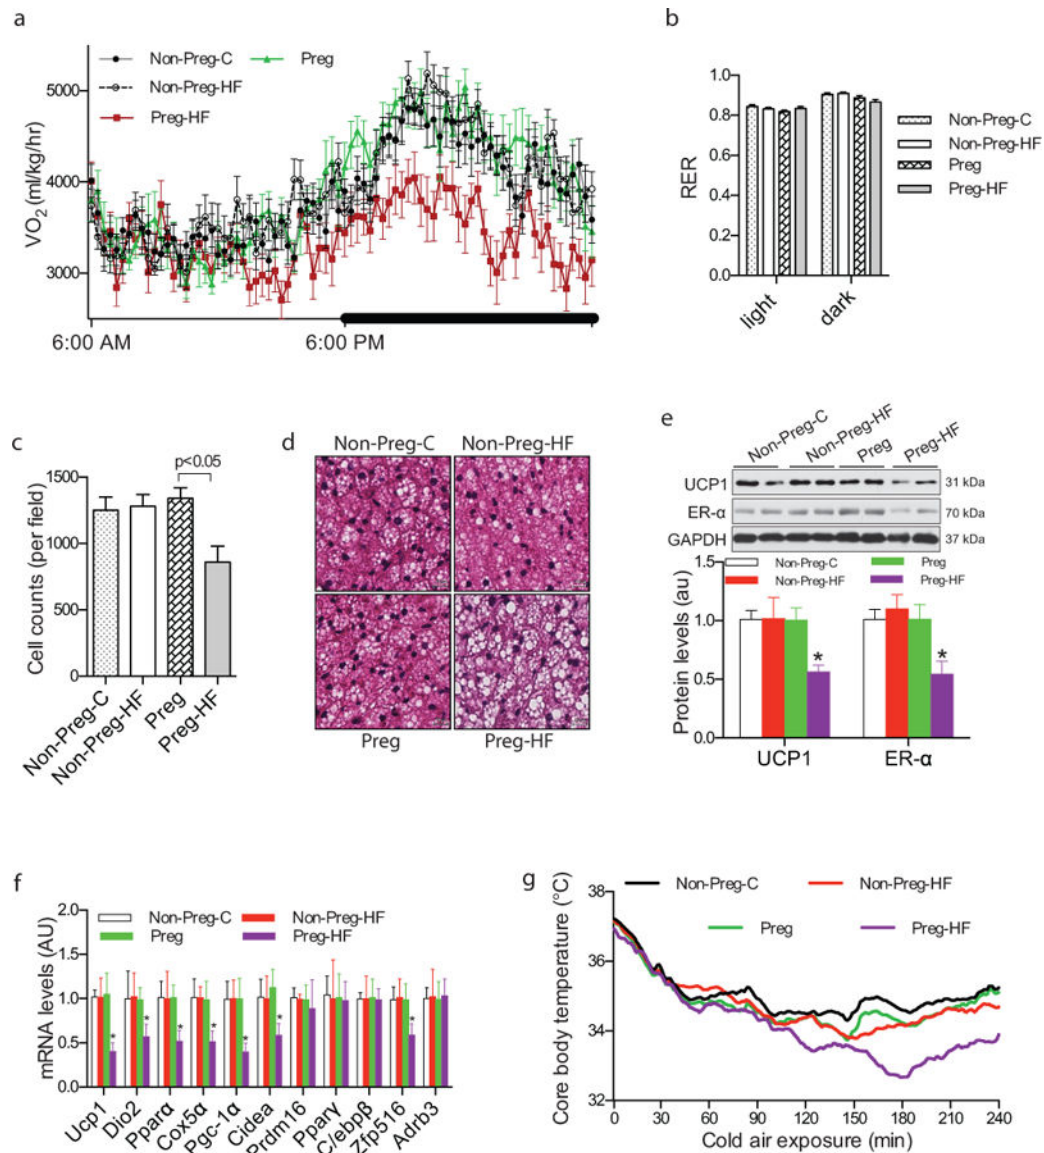 a
Non-Preg-C
Preg
Non-Preg-HF
Preg-HF
VO2 (ml/kg/hr)
5000
4000
3000
6:00 AM
6:00 PM
b
RER
1.0
0.8
0.6
0.4
0.2
0.0
light
dark
Non-Preg-C
Non-Preg-HF
Preg
Preg-HF
c
p<0.05
Cell counts (per field)
1500
1000
500
0
Non-Preg-C
Non-Preg-HF
Preg
Preg-HF
d
Non-Preg-C
Non-Preg-HF
Preg
Preg-HF
e
Non-Preg-C
Non-Preg-HF
Preg
Preg-HF
UCP1
31 kDa
ER-α
70 kDa
GAPDH
37 kDa
Non-Preg-C
Preg
Non-Preg-HF
Preg-HF
Protein levels (au)
1.5
1.0
0.5
0.0
*
*
UCP1
ER-α
f
Non-Preg-C
Non-Preg-HF
Preg
Preg-HF
mRNA levels (AU)
2.0
1.5
1.0
0.5
0.0
*
*
*
*
*
*
*
Ucp1
Dio2
Pparα
Cox5α
Pgc-1α
Cidea
Prdm16
Pparγ
C/ebpβ
Zfp516
Adrb3
g
Non-Preg-C
Non-Preg-HF
Preg
Preg-HF
Core body temperature (°C)
38
36
34
32
0
30
60
90
120
150
180
210
240
Cold air exposure (min)